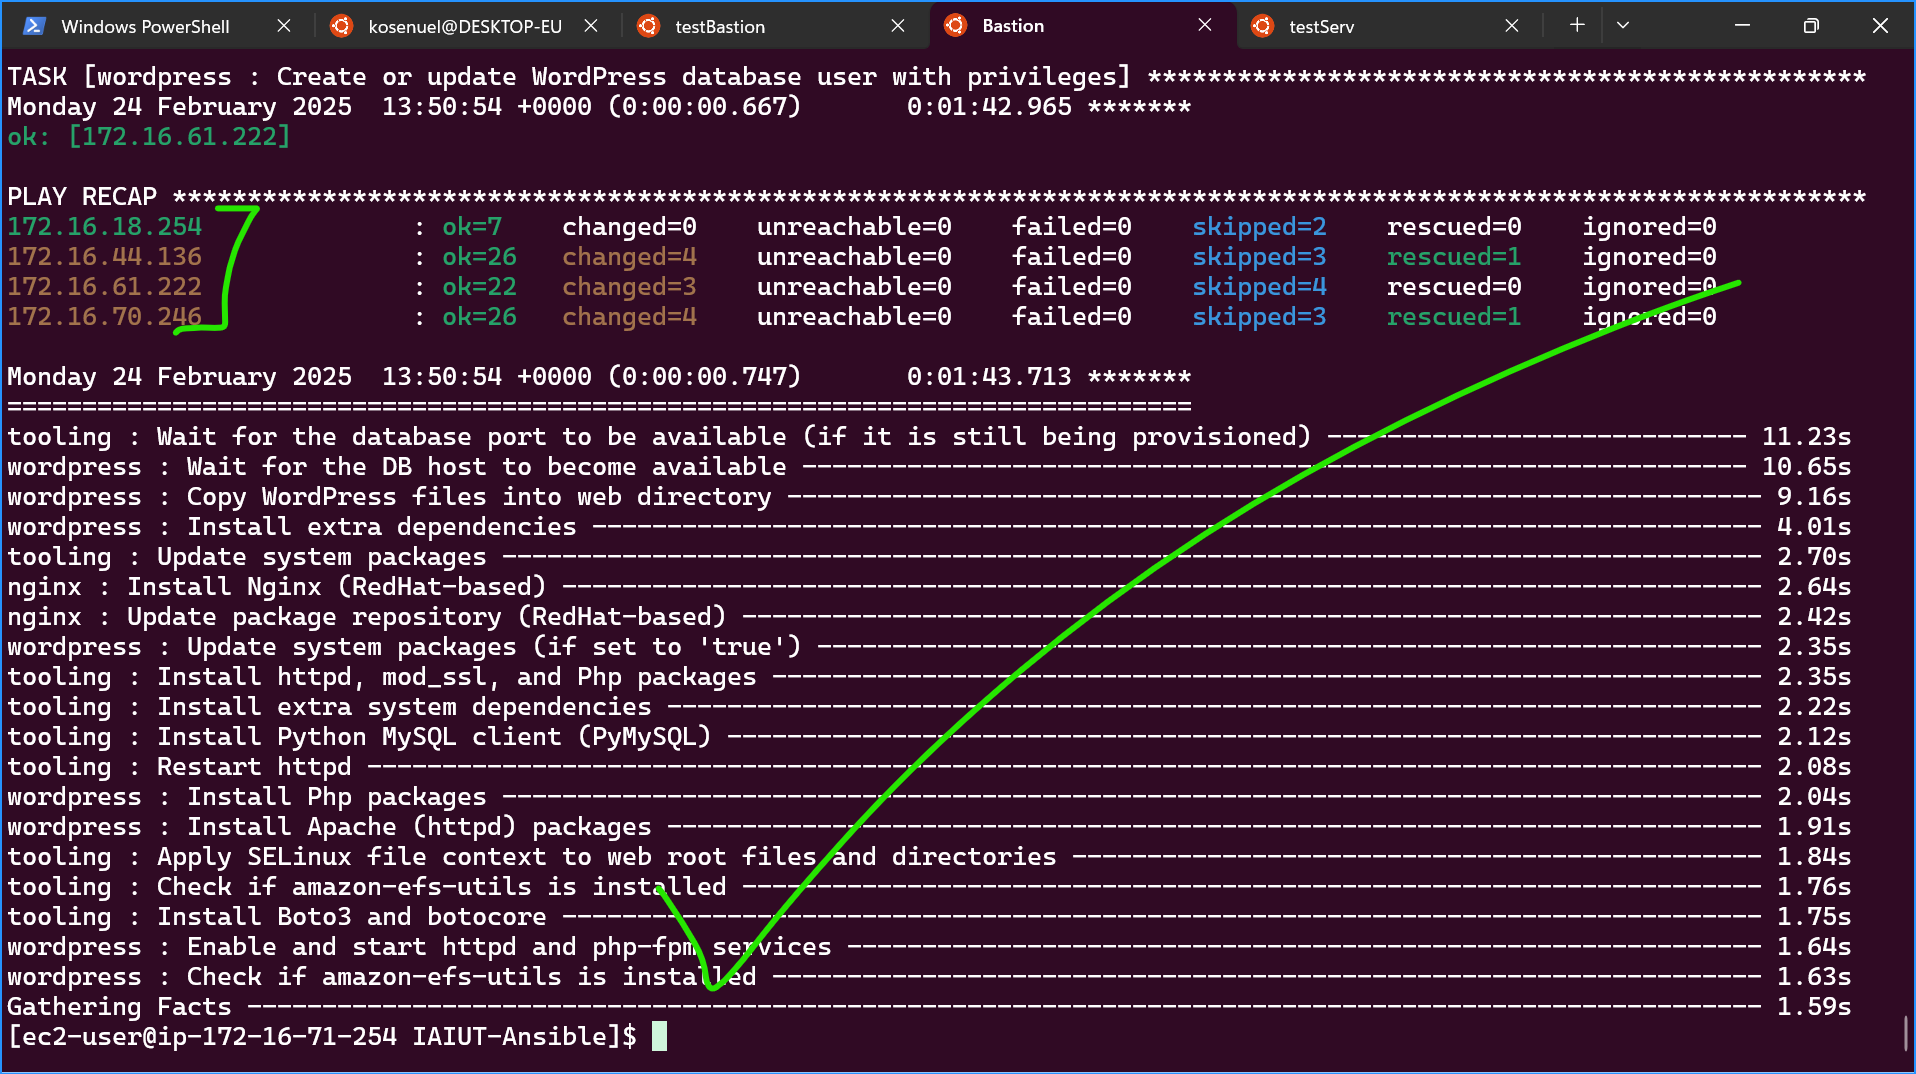 Windows PowerShell
kosenuel@DESKTOP-EU
testBastion
Bastion
testServ
TASK [wordpress : Create or update WordPress database user with privileges] ************************************************
Monday 24 February 2025  13:50:54 +0000 (0:00:00.667)       0:01:42.965 *******
ok: [172.16.61.222]
PLAY RECAP *****************************************************************************************************************
172.16.18.254              : ok=7    changed=0    unreachable=0    failed=0    skipped=2    rescued=0    ignored=0
172.16.44.136              : ok=26   changed=4    unreachable=0    failed=0    skipped=3    rescued=1    ignored=0
172.16.61.222              : ok=22   changed=3    unreachable=0    failed=0    skipped=4    rescued=0    ignored=0
172.16.70.246              : ok=26   changed=4    unreachable=0    failed=0    skipped=3    rescued=1    ignored=0
Monday 24 February 2025  13:50:54 +0000 (0:00:00.747)       0:01:43.713 *******
===============================================================================
tooling : Wait for the database port to be available (if it is still being provisioned) ---------------------------- 11.23s
wordpress : Wait for the DB host to become available --------------------------------------------------------------- 10.65s
wordpress : Copy WordPress files into web directory ----------------------------------------------------------------- 9.16s
wordpress : Install extra dependencies ------------------------------------------------------------------------------ 4.01s
tooling : Update system packages ------------------------------------------------------------------------------------ 2.70s
nginx : Install Nginx (RedHat-based) -------------------------------------------------------------------------------- 2.64s
nginx : Update package repository (RedHat-based) -------------------------------------------------------------------- 2.42s
wordpress : Update system packages (if set to 'true') --------------------------------------------------------------- 2.35s
tooling : Install httpd, mod_ssl, and Php packages ------------------------------------------------------------------ 2.35s
tooling : Install extra system dependencies ------------------------------------------------------------------------- 2.22s
tooling : Install Python MySQL client (PyMySQL) --------------------------------------------------------------------- 2.12s
tooling : Restart httpd --------------------------------------------------------------------------------------------- 2.08s
wordpress : Install Php packages ------------------------------------------------------------------------------------ 2.04s
wordpress : Install Apache (httpd) packages ------------------------------------------------------------------------- 1.91s
tooling : Apply SELinux file context to web root files and directories ---------------------------------------------- 1.84s
tooling : Check if amazon-efs-utils is installed -------------------------------------------------------------------- 1.76s
tooling : Install Boto3 and botocore -------------------------------------------------------------------------------- 1.75s
wordpress : Enable and start httpd and php-fpm services ------------------------------------------------------------- 1.64s
wordpress : Check if amazon-efs-utils is installed ------------------------------------------------------------------ 1.63s
Gathering Facts ----------------------------------------------------------------------------------------------------- 1.59s
[ec2-user@ip-172-16-71-254 IAIUT-Ansible]$